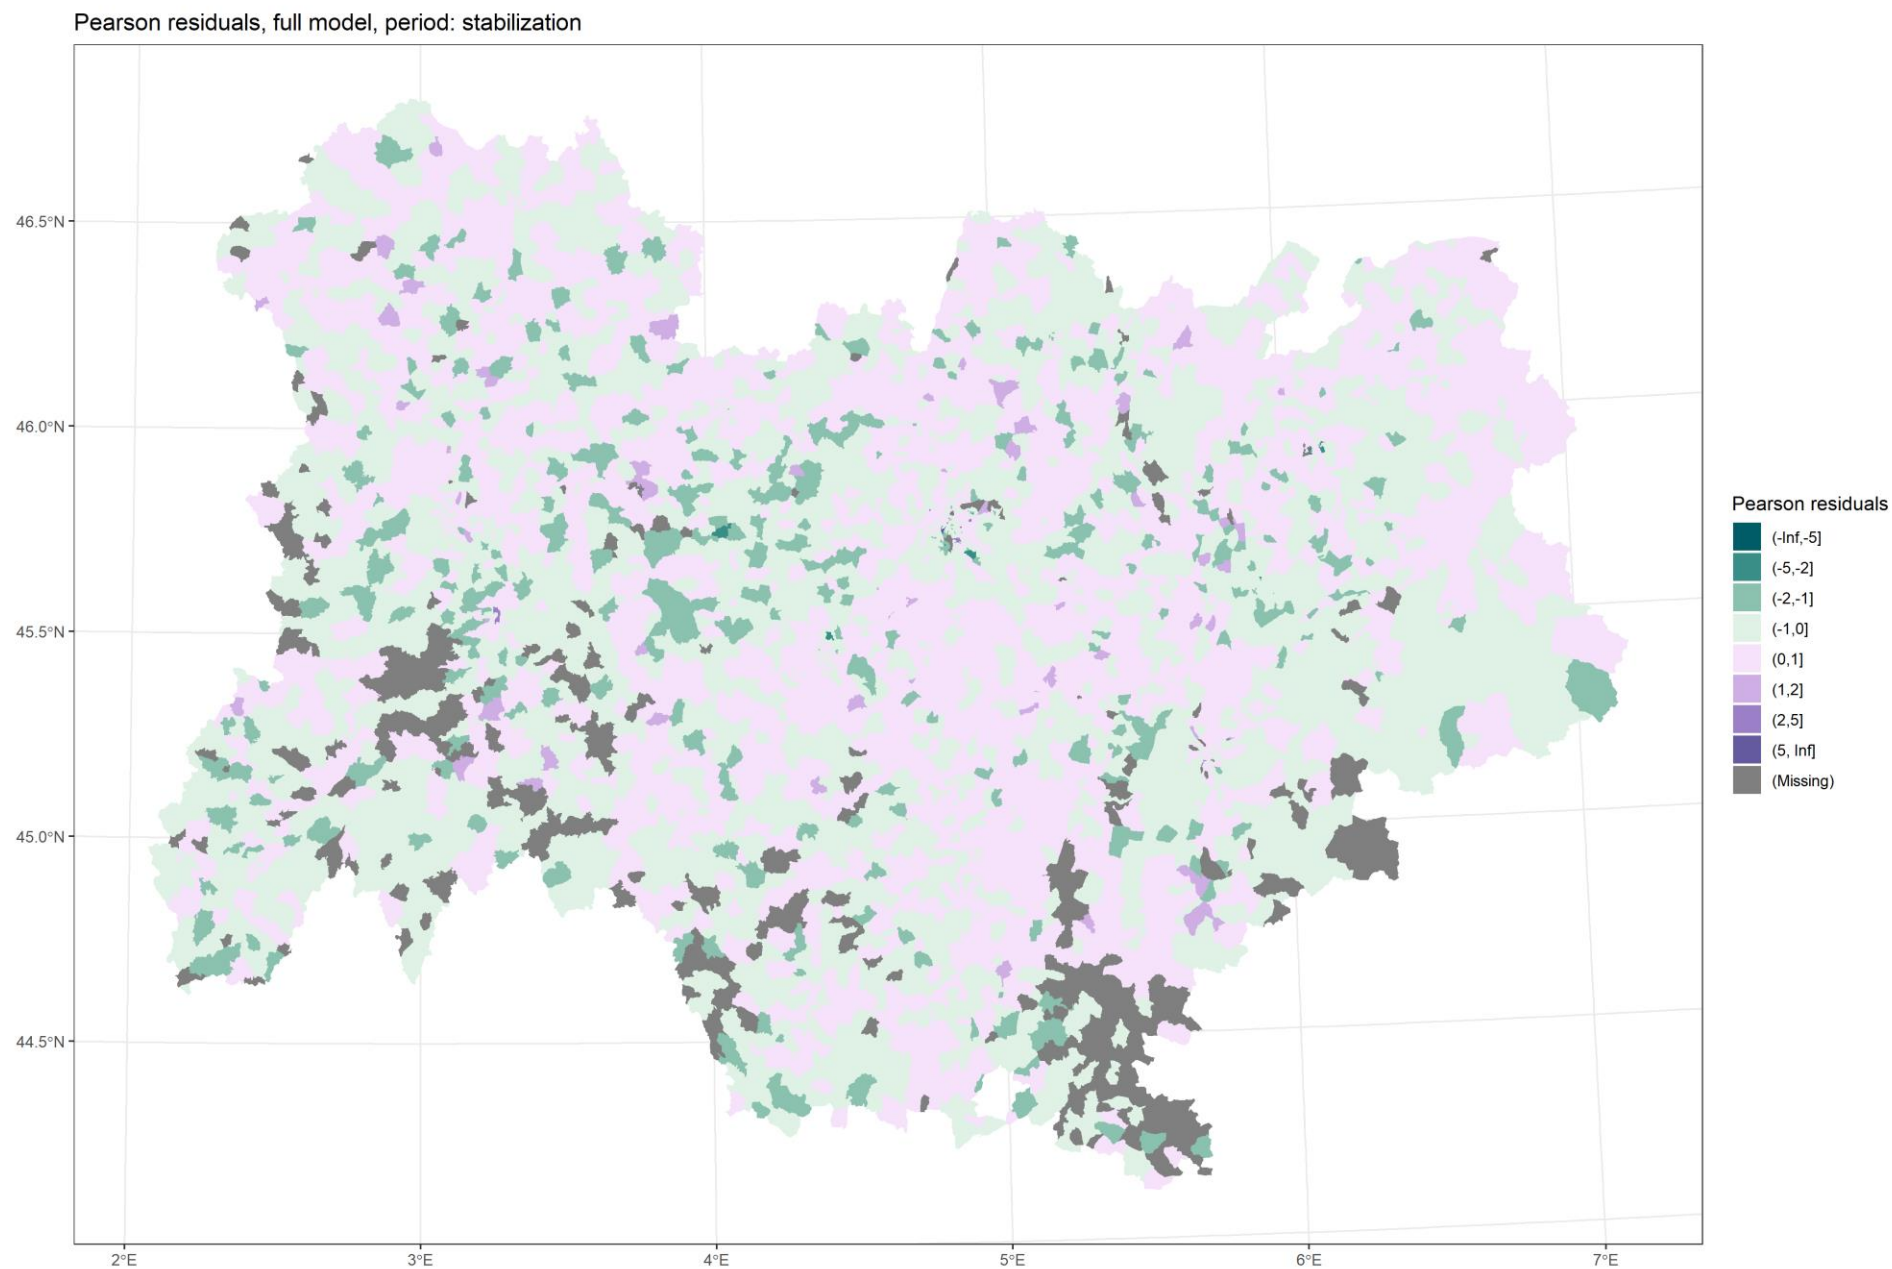 Pearson residuals, full model, period: stabilization
46.5°N
46.0°N
45.5°N
45.0°N
44.5°N
2°E
3°E
4°E
5°E
6°E
7°E
Pearson residuals
(-Inf,-5]
(-5,-2]
(-2,-1]
(-1,0]
(0,1]
(1,2]
(2,5]
(5, Inf]
(Missing)